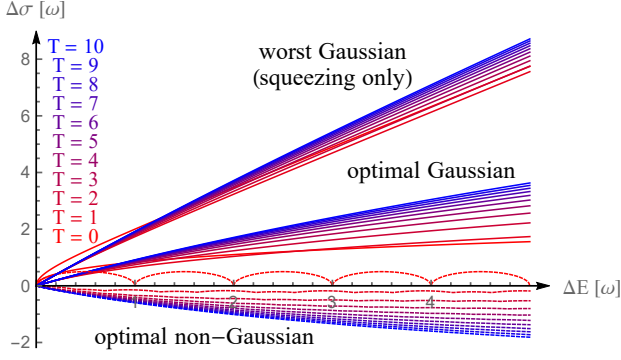 Δσ [ω]
8
6
4
2
0
−2
T = 10
T = 9
T = 8
T = 7
T = 6
T = 5
T = 4
T = 3
T = 2
T = 1
T = 0
worst Gaussian
(squeezing only)
optimal Gaussian
1
2
3
4
ΔE [ω]
optimal non−Gaussian